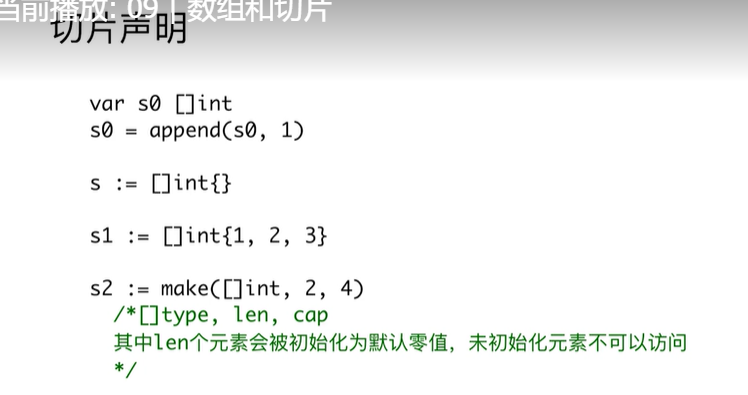 当前播放: 09 | 数组和切片
切片声明
var s0 []int
s0 = append(s0, 1)
s := []int{}
s1 := []int{1, 2, 3}
s2 := make([]int, 2, 4)
/*[]type, len, cap
其中len个元素会被初始化为默认零值，未初始化元素不可以访问
*/